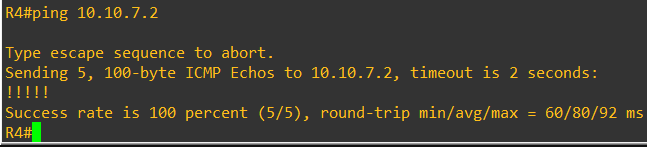 R4#ping 10.10.7.2
Type escape sequence to abort.
Sending 5, 100-byte ICMP Echos to 10.10.7.2, timeout is 2 seconds:
!!!!!
Success rate is 100 percent (5/5), round-trip min/avg/max = 60/80/92 ms
R4#